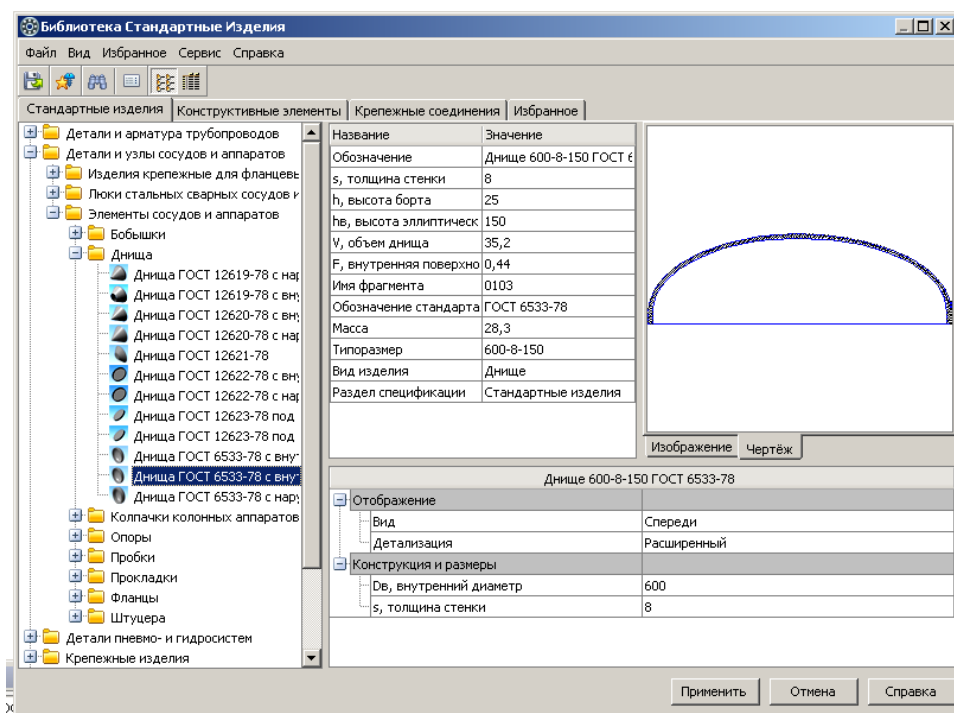 Библиотека Стандартные Изделия
Файл Вид Избранное Сервис Справка
Стандартные изделия Конструктивные элементы Крепежные соединения Избранное
Детали и арматура трубопроводов
Детали и узлы сосудов и аппаратов
Изделия крепежные для фланцевь
Люки стальных сварных сосудов и
Элементы сосудов и аппаратов
Бобышки
Днища
Днища ГОСТ 12619-78 с нар
Днища ГОСТ 12619-78 с вну
Днища ГОСТ 12620-78 с вну
Днища ГОСТ 12620-78 с нар
Днища ГОСТ 12621-78
Днища ГОСТ 12622-78 с вну
Днища ГОСТ 12622-78 с нар
Днища ГОСТ 12623-78 под
Днища ГОСТ 12623-78 под
Днища ГОСТ 6533-78 с внут
Днища ГОСТ 6533-78 с внут
Днища ГОСТ 6533-78 с нару
Колпачки колонных аппаратов
Опоры
Пробки
Прокладки
Фланцы
Штуцера
Детали пневмо- и гидросистем
Крепежные изделия
Название Значение
Обозначение Днище 600-8-150 ГОСТ 6
s, толщина стенки 8
h, высота борта 25
hв, высота эллиптическ 150
V, объем днища 35,2
F, внутренняя поверхно 0,44
Имя фрагмента 0103
Обозначение стандарта ГОСТ 6533-78
Масса 28,3
Типоразмер 600-8-150
Вид изделия Днище
Раздел спецификации Стандартные изделия
Изображение Чертёж
Днище 600-8-150 ГОСТ 6533-78
Отображение
Вид Спереди
Детализация Расширенный
Конструкция и размеры
Dв, внутренний диаметр 600
s, толщина стенки 8
Применить Отмена Справка